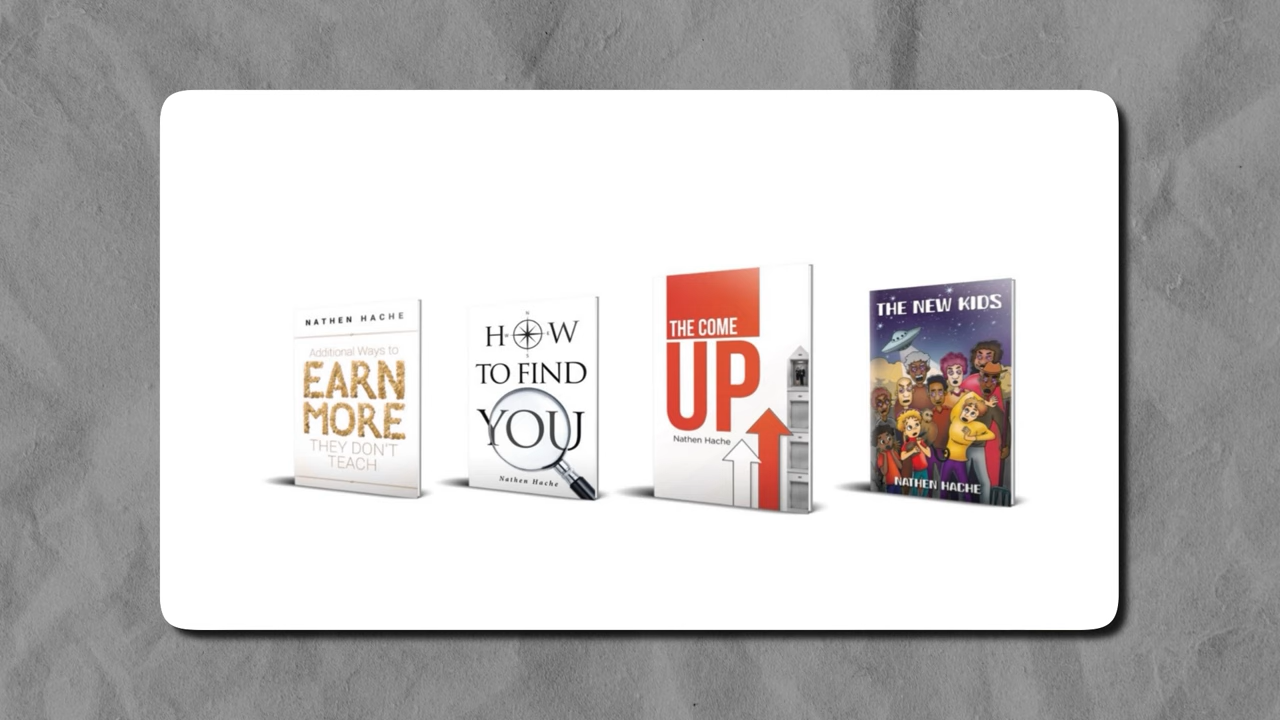 NATHEN HACHE
Additional Ways to
EARN
MORE
THEY DON'T
TEACH
HOW
TO FIND
YOU
Nathen Hache
THE COME
UP
Nathen Hache
THE NEW KIDS
NATHEN HACHE